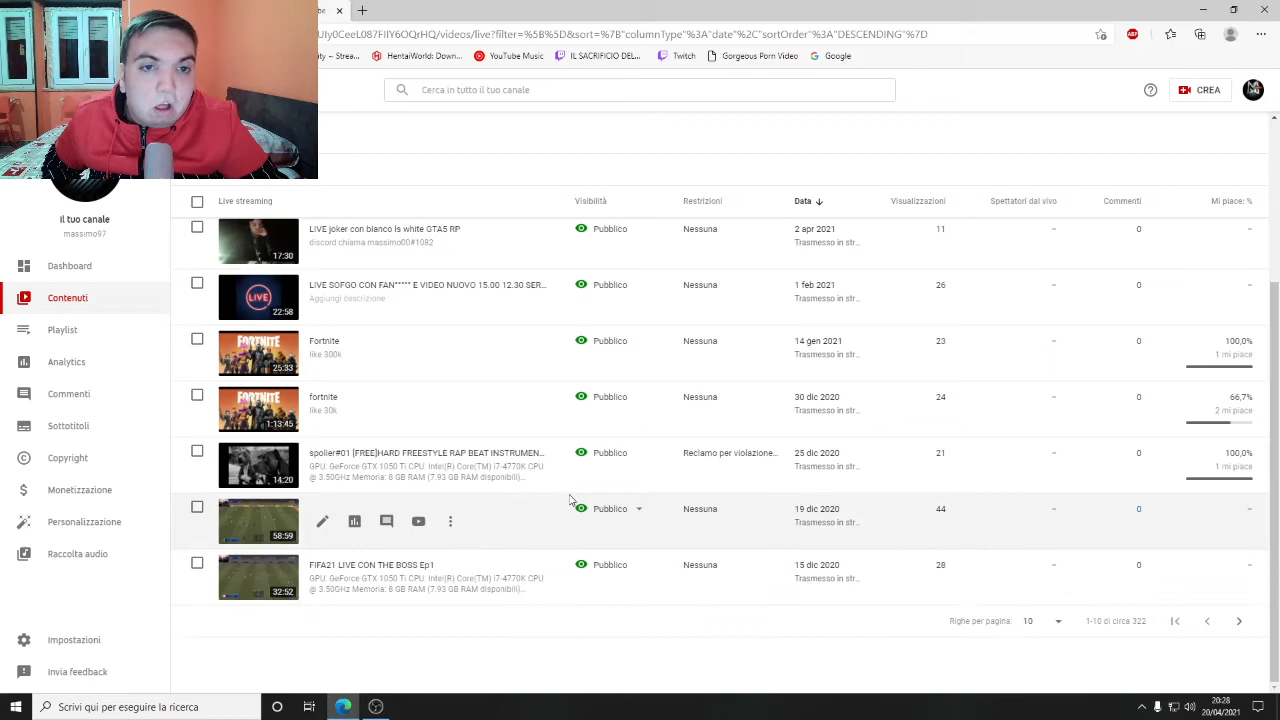 Uty0CeeL087FIIY6OQrHQ/videos/live?filter=%5B%5D&sort=%7B"columnType"%3A"date"%2C"sortOrder"%3A"DESCENDING"%7D
HentaiWorld: Down... YouTube Music YouTube IL SACRIFICIO DEL... Twitch Gorgeous Porn Video Google
Cerca in tutto il tuo canale CREA
Il tuo canale
massimo97
Dashboard
Contenuti
Playlist
Analytics
Commenti
Sottotitoli
Copyright
Monetizzazione
Personalizzazione
Raccolta audio
Impostazioni
Invia feedback
Live streaming Visibilità Restrizioni Data Visualizzazioni Spettatori dal vivo Commenti Mi piace: %
LIVE joker con bianco is white GTA5 RP Pubblico Nessuna 2 apr 2021 11 – 0 –
discord chiama massimo00#1082 Trasmesso in str...
17:30
LIVE SOFGO CON FAN***** E VIDEO NUOVO 15.00 12.30 SER... Pubblico Nessuna 1 feb 2021 26 – 0 –
Aggiungi descrizione Trasmesso in str...
LIVE
22:58
Fortnite Pubblico Nessuna 14 gen 2021 23 – 0 100,0%
like 300k Trasmesso in str... 1 mi piace
FORTNITE
25:33
fortnite Pubblico Nessuna 30 dic 2020 24 – 0 66,7%
like 30k Trasmesso in str... 2 mi piace
FORTNITE
1:13:45
spolier#01 [FREE]HARD FREESTYLE RAP BEAT INSTRUMEN... Pubblico Reclamo per violazione... 25 dic 2020 21 – 0 100,0%
GPU: GeForce GTX 1050 Ti CPU: Intel(R) Core(TM) i7-4770K CPU Trasmesso in str... 1 mi piace
@ 3.50GHz Memoria: 8 GB RAM (7.93 GB RAM disponibili)...
14:20
Pubblico Nessuna 19 dic 2020 44 – 0 –
Trasmesso in str...
58:59
FIFA21 LIVE CON THE BOSS Ep1 Pubblico Nessuna 15 dic 2020 28 – 0 –
GPU: GeForce GTX 1050 Ti CPU: Intel(R) Core(TM) i7-4770K CPU Trasmesso in str...
@ 3.50GHz Memoria: 8 GB RAM (7.93 GB RAM disponibili)...
32:52
Righe per pagina: 10 1-10 di circa 322
Scrivi qui per eseguire la ricerca
20:28
20/04/2021